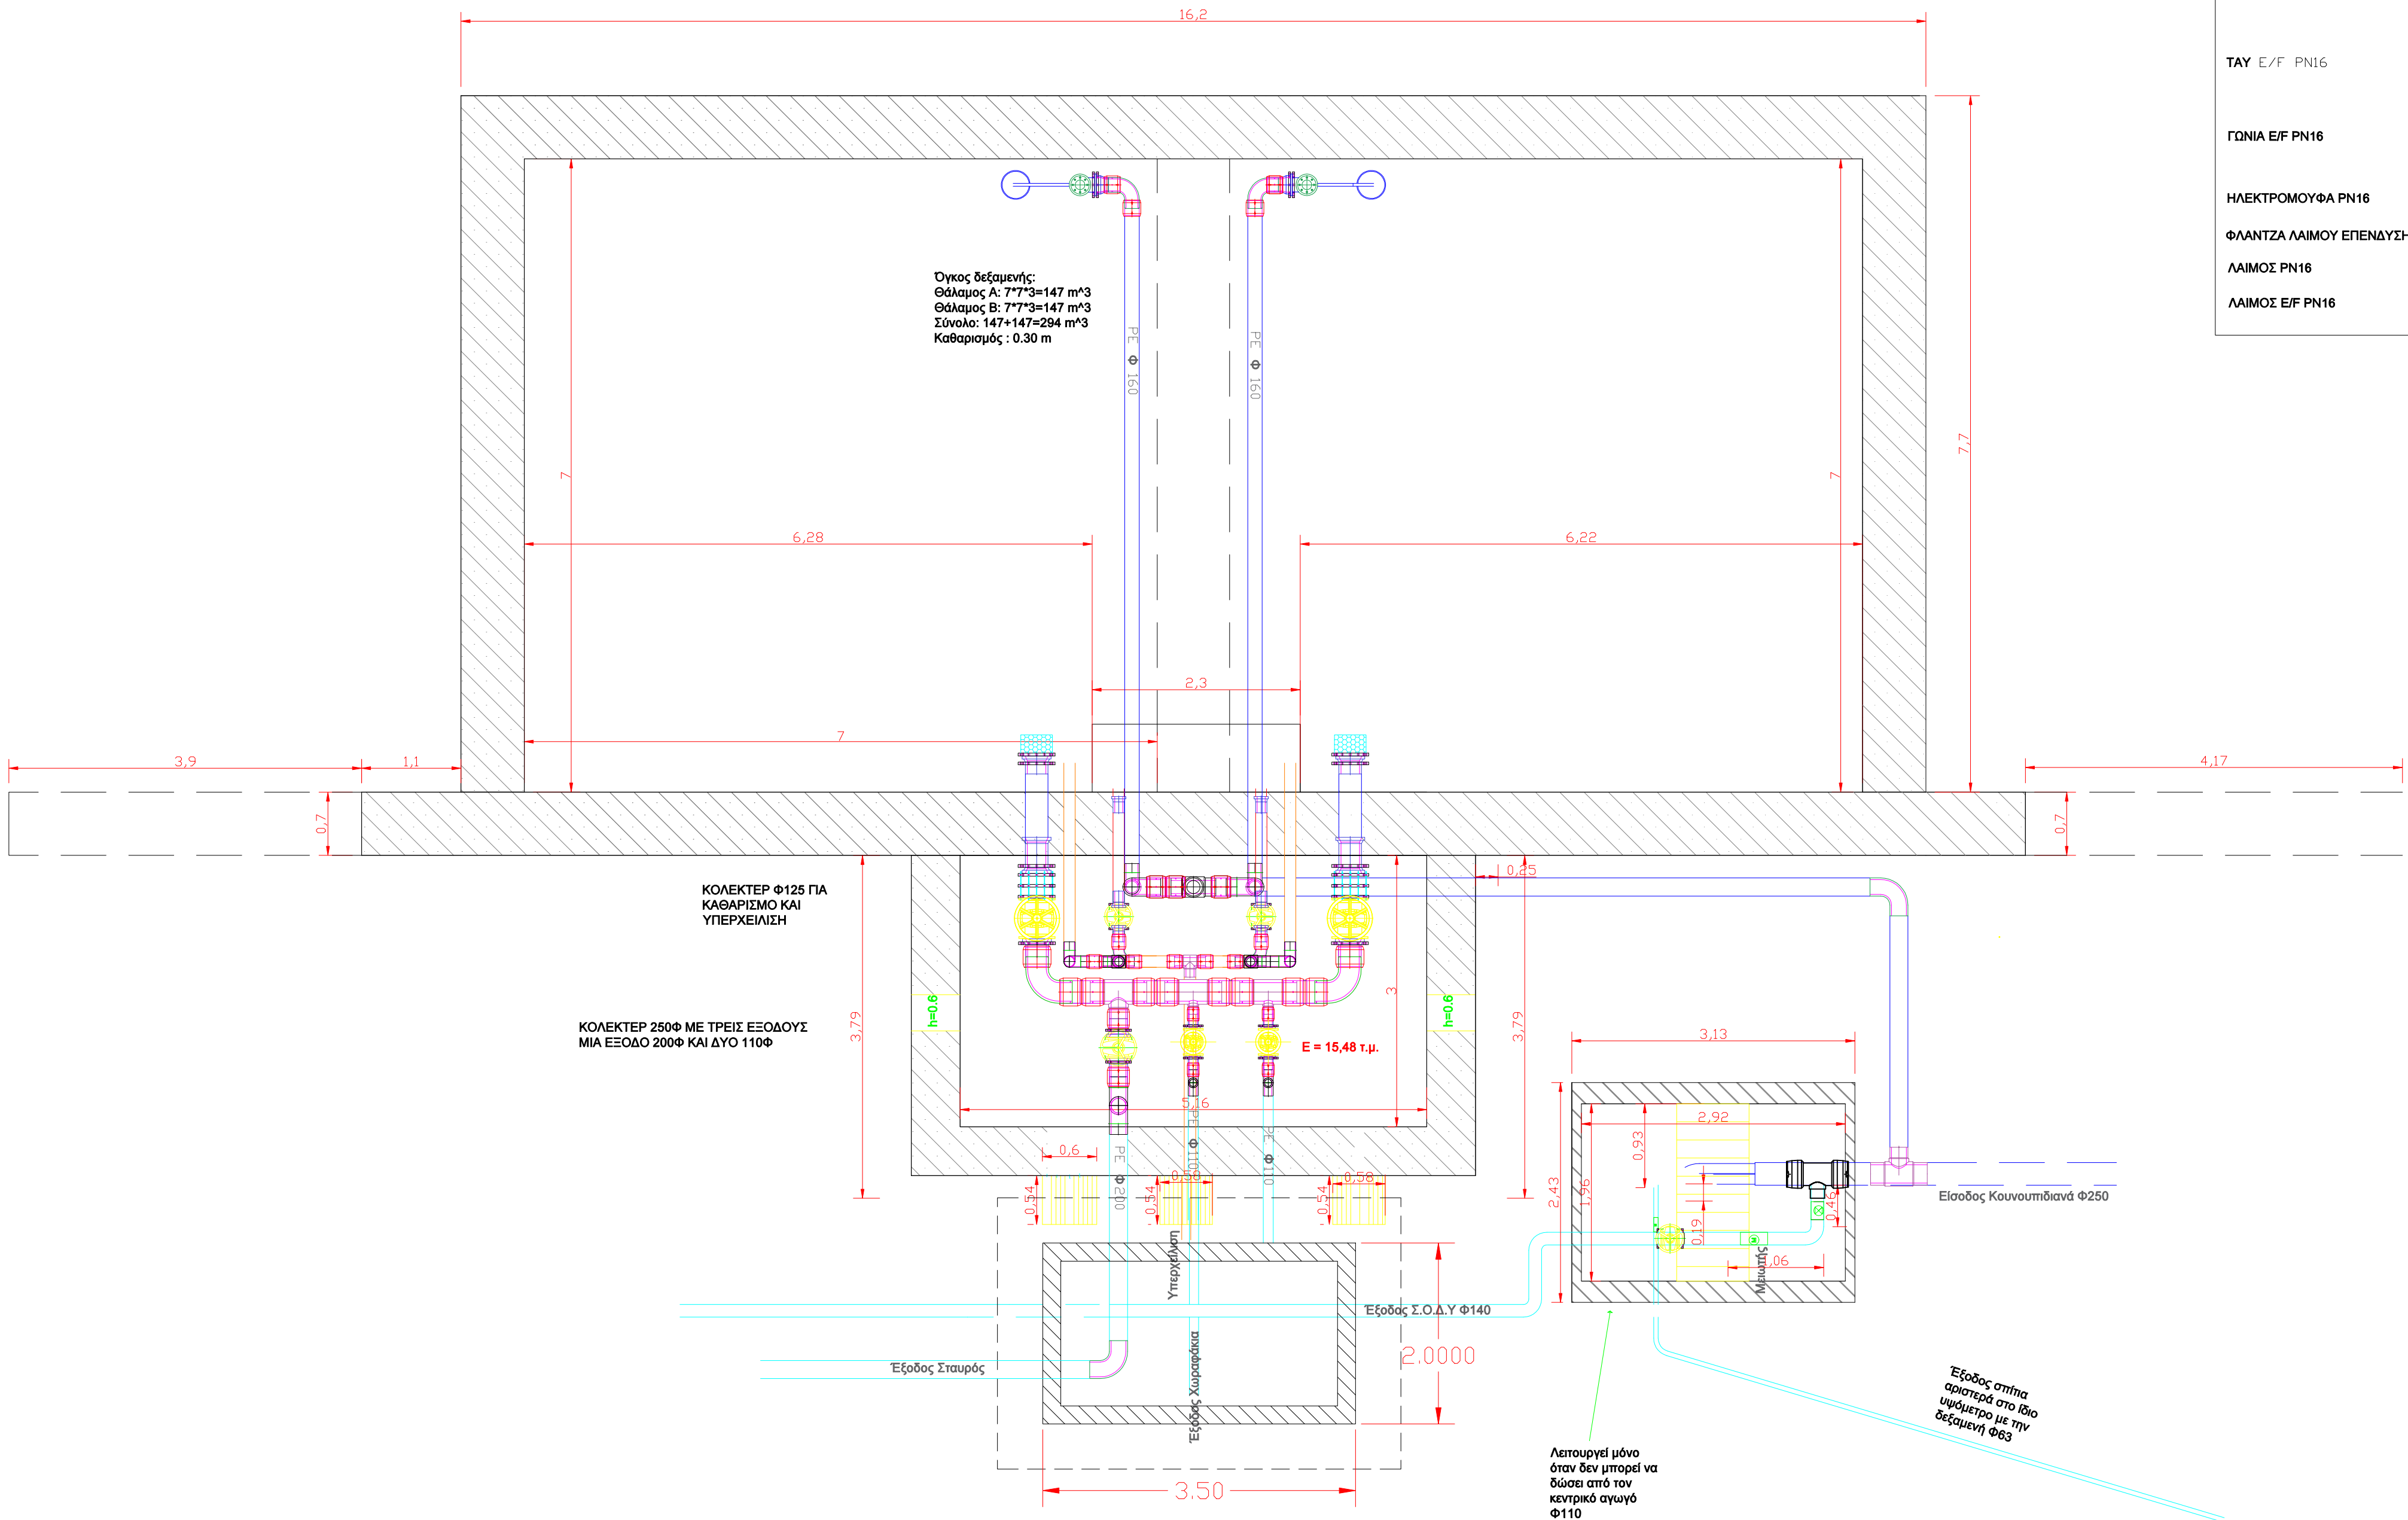 16,2
ΤΑΥ E/F PN16
ΓΩΝΙΑ E/F PN16
ΗΛΕΚΤΡΟΜΟΥΦΑ PN16
ΦΛΑΝΤΖΑ ΛΑΙΜΟΥ ΕΠΕΝΔΥΣΗ
ΛΑΙΜΟΣ PN16
ΛΑΙΜΟΣ E/F PN16
Όγκος δεξαμενής:
Θάλαμος Α: 7*7*3=147 m^3
Θάλαμος Β: 7*7*3=147 m^3
Σύνολο: 147+147=294 m^3
Καθαρισμός : 0.30 m
PE Φ 160
PE Φ 160
7
7
7,7
6,28
6,22
2,3
7
3,9
1,1
4,17
0,7
0,7
ΚΟΛΕΚΤΕΡ Φ125 ΓΙΑ
ΚΑΘΑΡΙΣΜΟ ΚΑΙ
ΥΠΕΡΧΕΙΛΙΣΗ
0,25
ΚΟΛΕΚΤΕΡ 250Φ ΜΕ ΤΡΕΙΣ ΕΞΟΔΟΥΣ
ΜΙΑ ΕΞΟΔΟ 200Φ ΚΑΙ ΔΥΟ 110Φ
3,79
h=0.6
3
h=0.6
3,79
E = 15,48 τ.μ.
5,16
3,13
2,92
0,93
2,43
1,96
0,19
0,46
1,06
Μειωτής
Είσοδος Κουνουπιδιανά Φ250
PE Φ200
PE Φ110
PE Φ110
0,6
0,58
0,58
0,54
0,54
0,54
Υπερχείλιση
Έξοδος Σ.Ο.Δ.Υ Φ140
Έξοδος Σταυρός
Έξοδος Χωραφάκια
2.0000
3.50
Έξοδος σπίτια
αριστερά στο ίδιο
υψόμετρο με την
δεξαμενή Φ63
Λειτουργεί μόνο
όταν δεν μπορεί να
δώσει από τον
κεντρικό αγωγό
Φ110